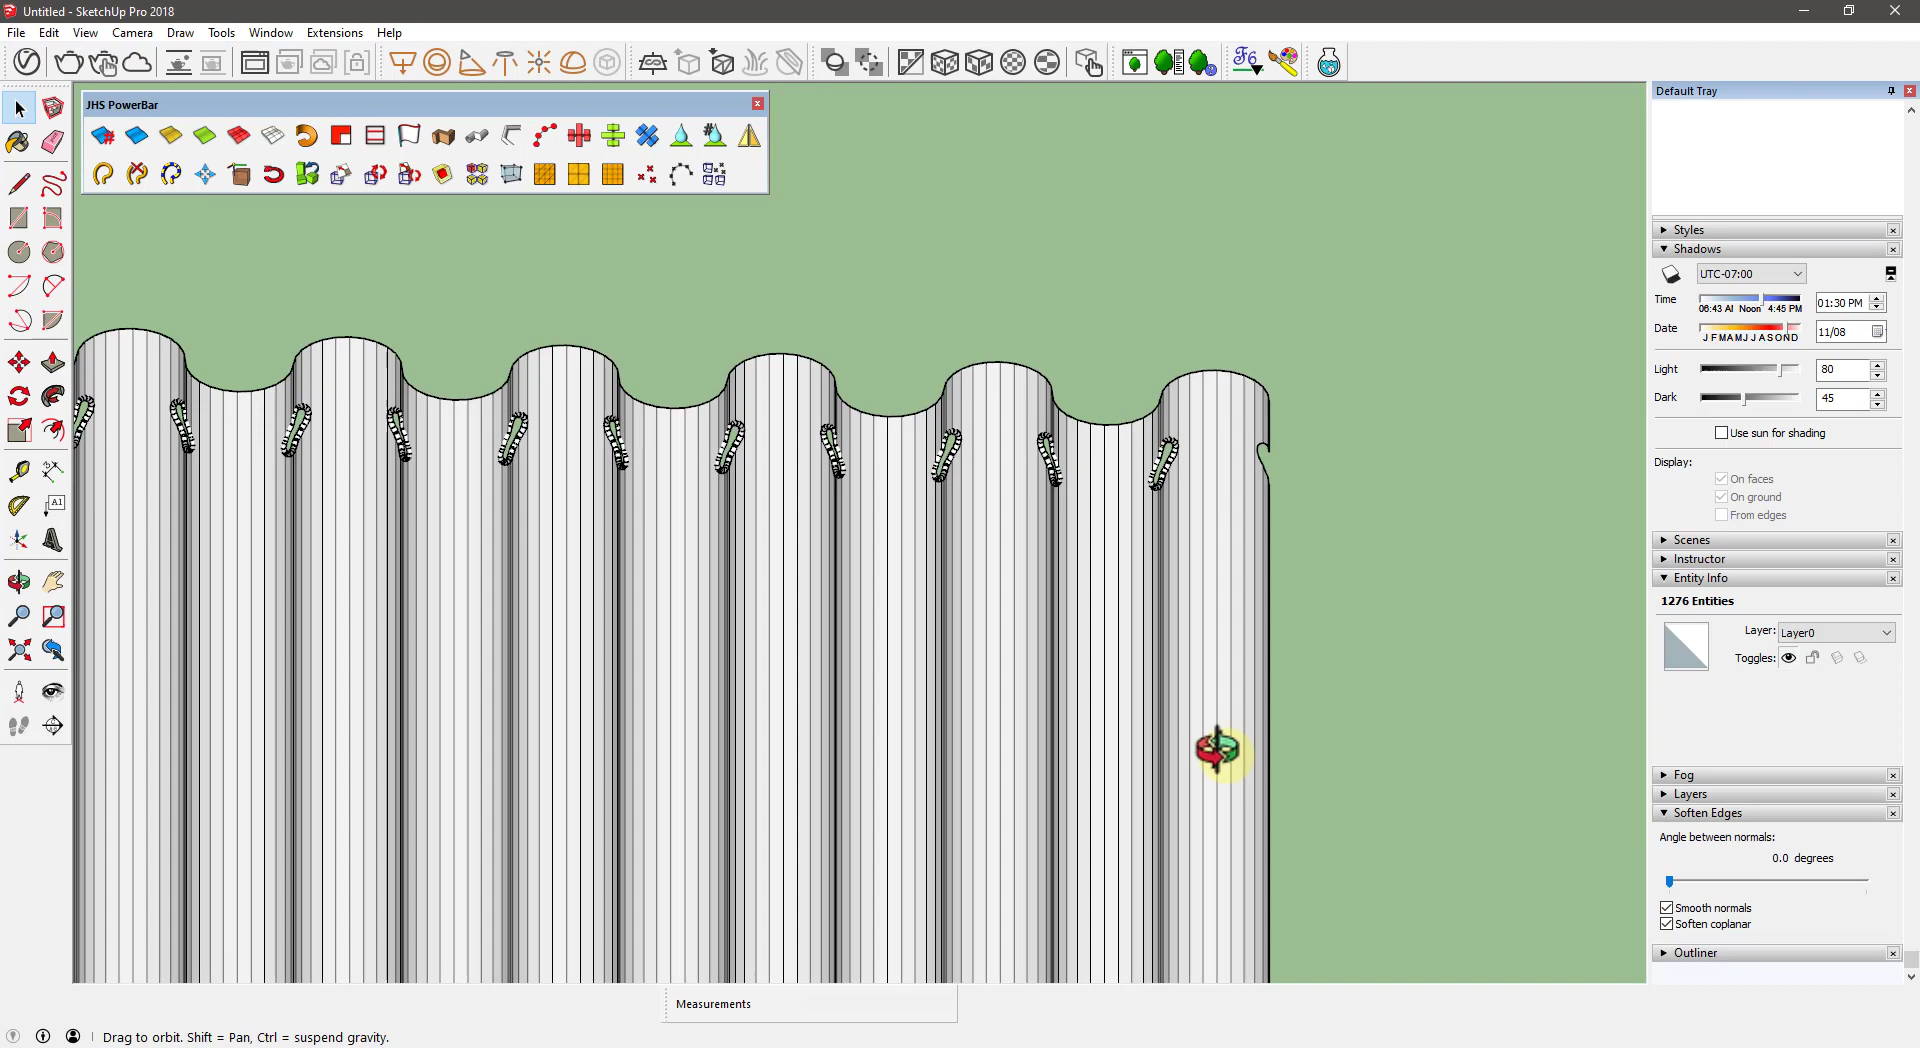 Untitled - SketchUp Pro 2018
File Edit View Camera Draw Tools Window Extensions Help
JHS PowerBar
Default Tray
Styles
Shadows
UTC-07:00
Time
06:43 AI Noon 4:45 PM
01:30 PM
Date
J F M A M J J A S O N D
11/08
Light
80
Dark
45
Use sun for shading
Display:
On faces
On ground
From edges
Scenes
Instructor
Entity Info
1276 Entities
Layer: Layer0
Toggles:
Fog
Layers
Soften Edges
Angle between normals:
0.0 degrees
Smooth normals
Soften coplanar
Outliner
Measurements
Drag to orbit. Shift = Pan, Ctrl = suspend gravity.